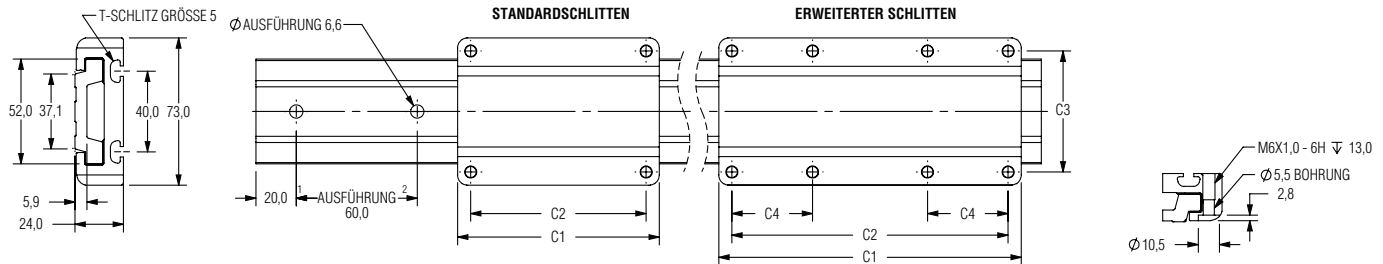 T-SCHLITZ GRÖSSE 5
52,0
37,1
40,0
73,0
5,9
24,0
STANDARDSCHLITTEN
ERWEITERTER SCHLITTEN
Ø AUSFÜHRUNG 6,6
20,0
1
AUSFÜHRUNG
2
60,0
C2
C1
C3
C4
C4
C2
C1
M6X1,0 - 6H ↧ 13,0
Ø 5,5 BOHRUNG
2,8
Ø 10,5